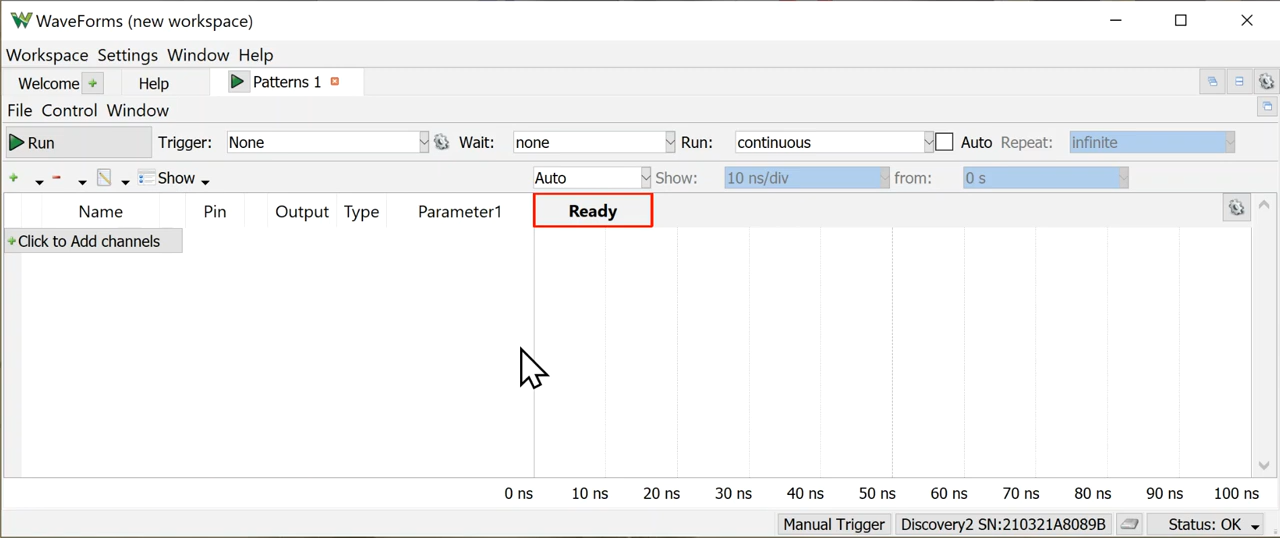 WaveForms (new workspace)
Workspace Settings Window Help
Welcome Help Patterns 1
File Control Window
Run Trigger: None Wait: none Run: continuous Auto Repeat: infinite
Show Auto Show: 10 ns/div from: 0 s
Name Pin Output Type Parameter1 Ready
Click to Add channels
0 ns 10 ns 20 ns 30 ns 40 ns 50 ns 60 ns 70 ns 80 ns 90 ns 100 ns
Manual Trigger Discovery2 SN:210321A8089B Status: OK